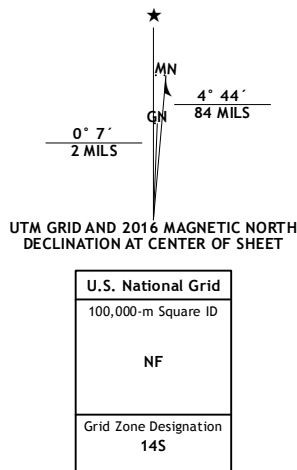 ★
MN
GN
4° 44´
84 MILS
0° 7´
2 MILS
UTM GRID AND 2016 MAGNETIC NORTH
DECLINATION AT CENTER OF SHEET
U.S. National Grid
100,000-m Square ID
NF
Grid Zone Designation
14S